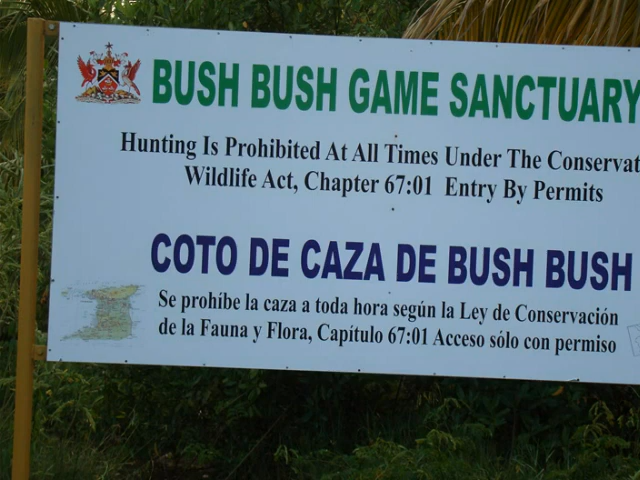 BUSH BUSH GAME SANCTUARY
Hunting Is Prohibited At All Times Under The Conservat
Wildlife Act, Chapter 67:01 Entry By Permits
COTO DE CAZA DE BUSH BUSH
Se prohíbe la caza a toda hora según la Ley de Conservación
de la Fauna y Flora, Capítulo 67:01 Acceso sólo con permiso